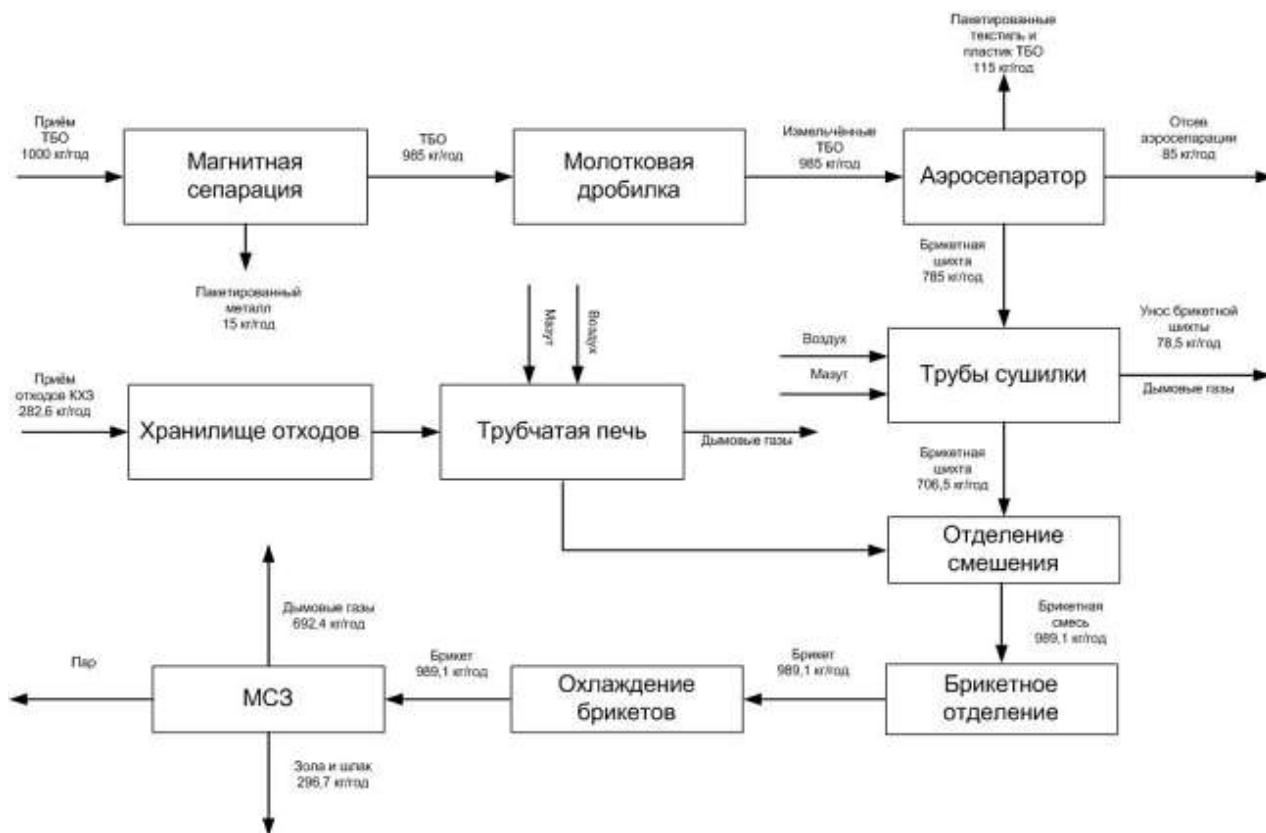 Пакетированные
текстиль и
пластик ТБО
115 кг/год
Приём
ТБО
1000 кг/год
Магнитная
сепарация
ТБО
985 кг/год
Молотковая
дробилка
Измельчённые
ТБО
985 кг/год
Аэросепаратор
Отсев
аэросепарации
85 кг/год
Пакетированный
металл
15 кг/год
Брикетная
шихта
785 кг/год
Мазут
Воздух
Воздух
Мазут
Трубы сушилки
Унос брикетной
шихты
78,5 кг/год
Дымовые газы
Приём
отходов КХЗ
282,6 кг/год
Хранилище отходов
Трубчатая печь
Дымовые газы
Брикетная
шихта
706,5 кг/год
Отделение
смешения
Брикетная
смесь
989,1 кг/год
Дымовые газы
692,4 кг/год
Пар
МСЗ
Брикет
989,1 кг/год
Охлаждение
брикетов
Брикет
989,1 кг/год
Брикетное
отделение
Зола и шлак
296,7 кг/год